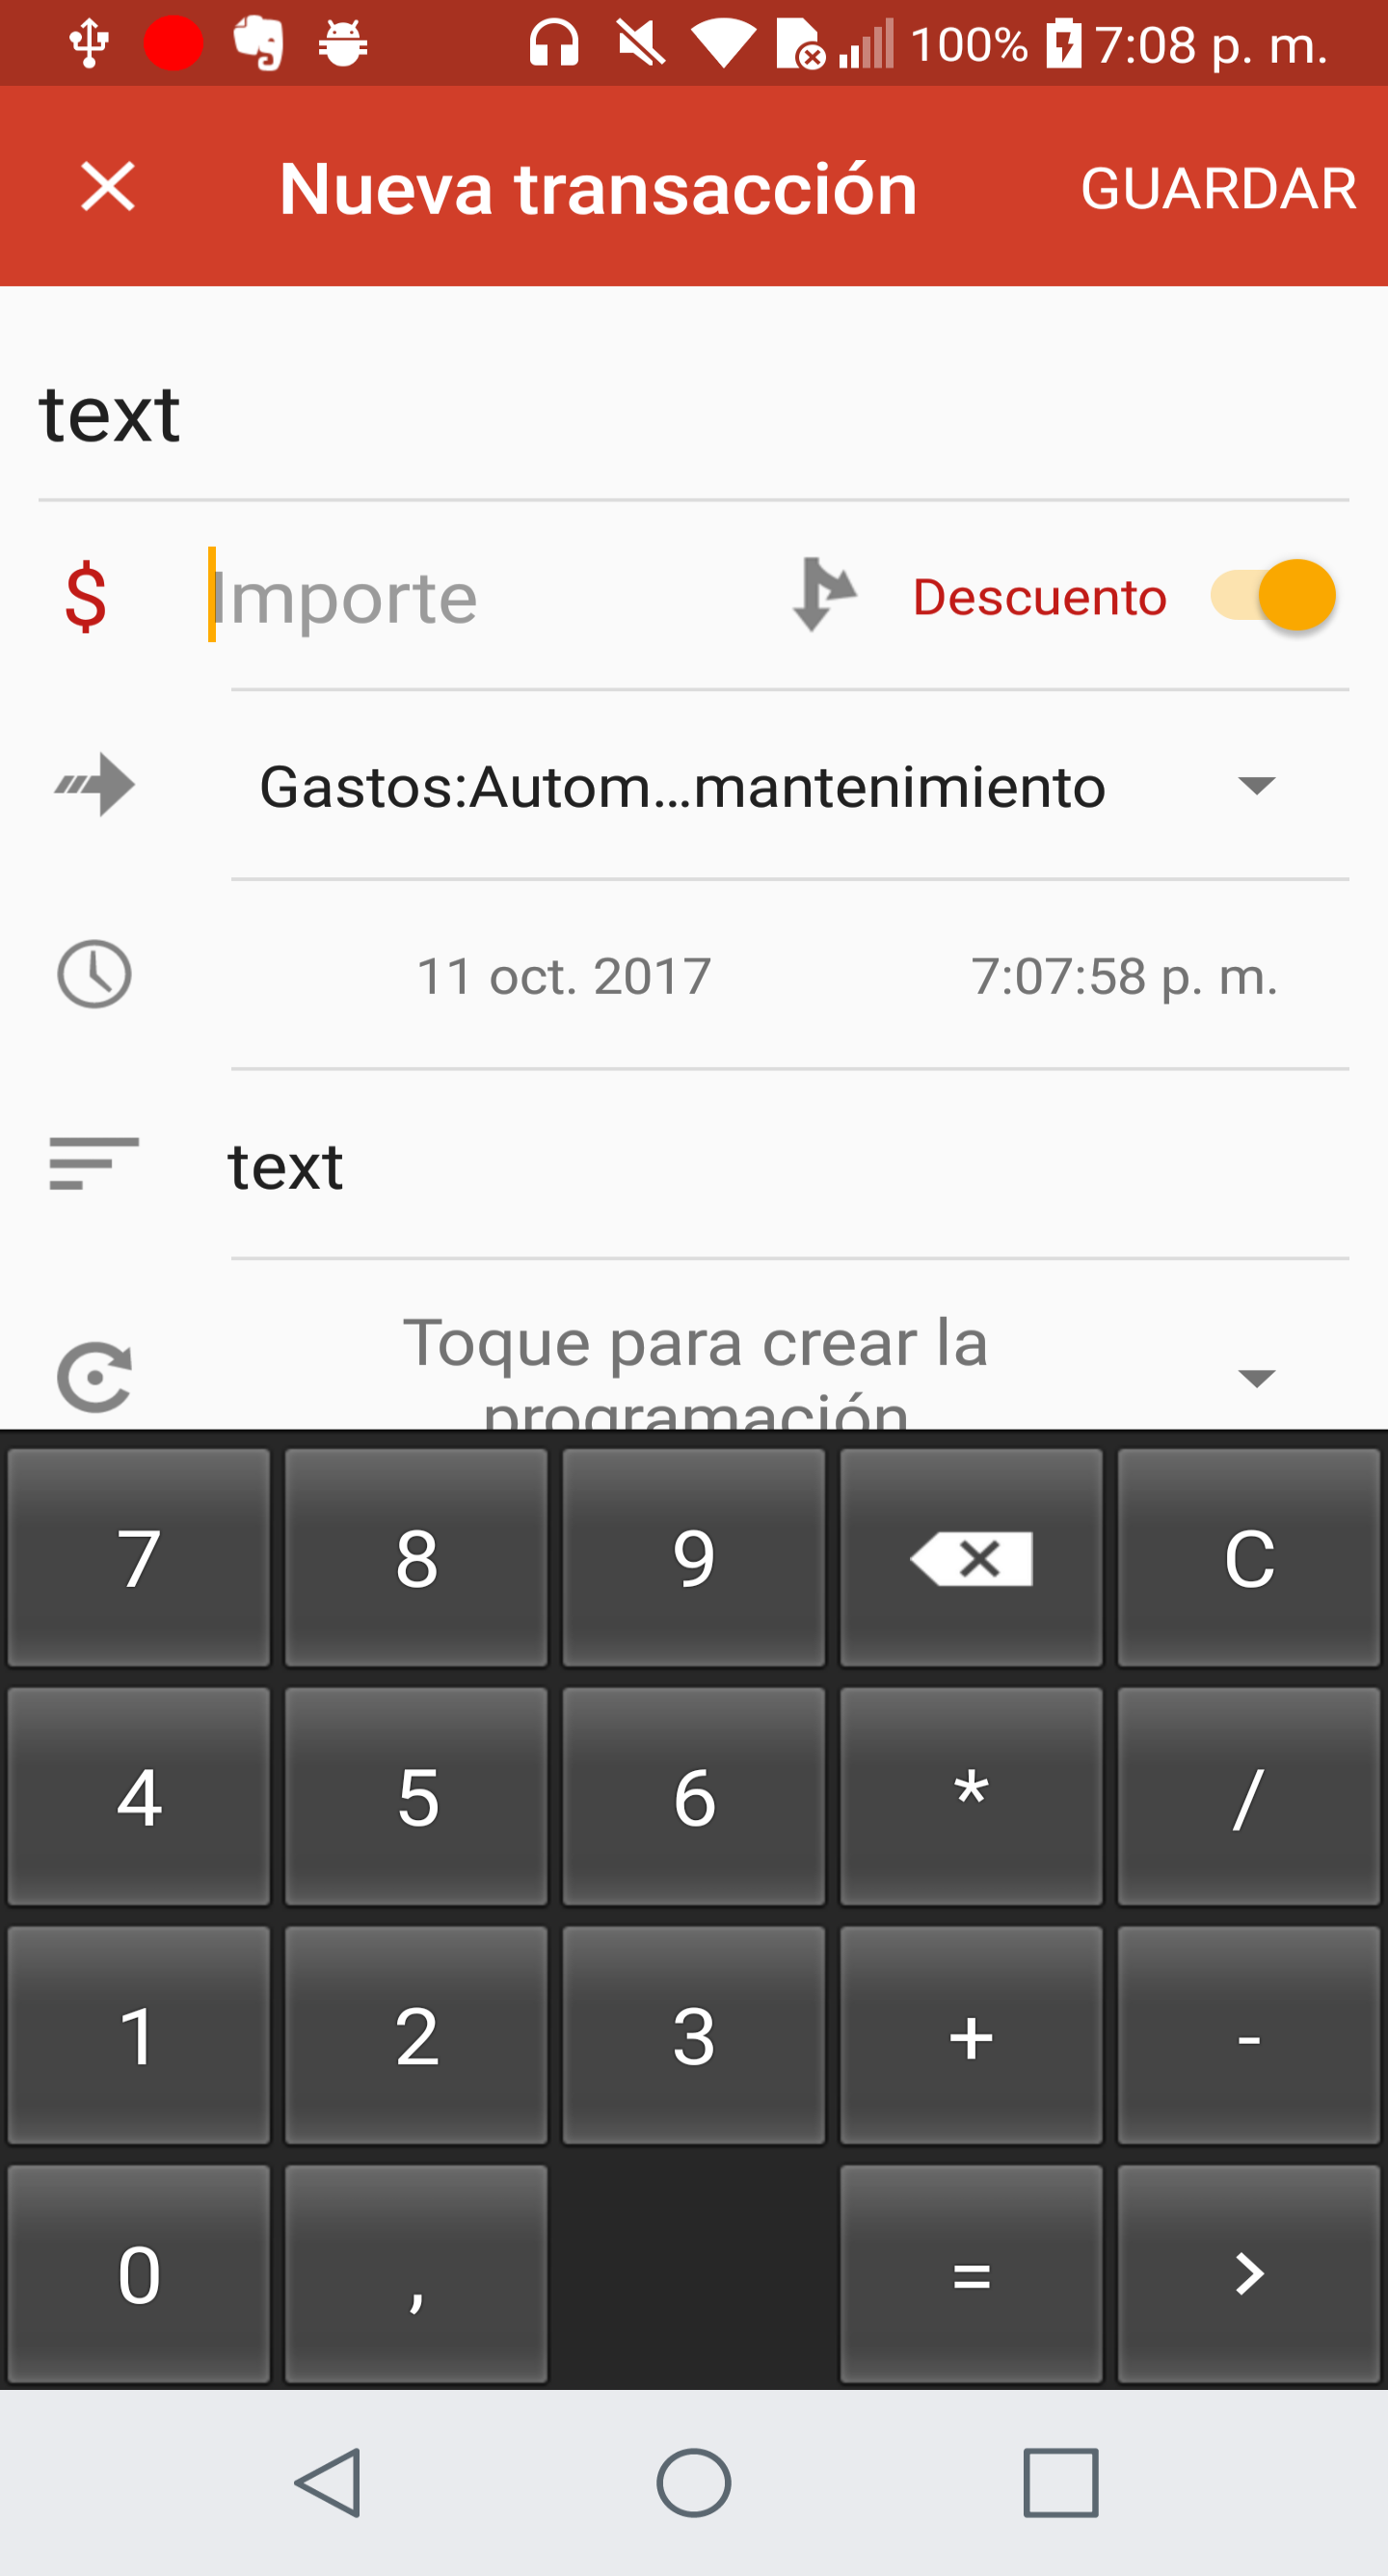 100% 7:08 p. m.
Nueva transacción GUARDAR
text
$ Importe Descuento
Gastos:Autom...mantenimiento
11 oct. 2017 7:07:58 p. m.
text
Toque para crear la
programación
7 8 9 C
4 5 6 * /
1 2 3 + -
0 , = >